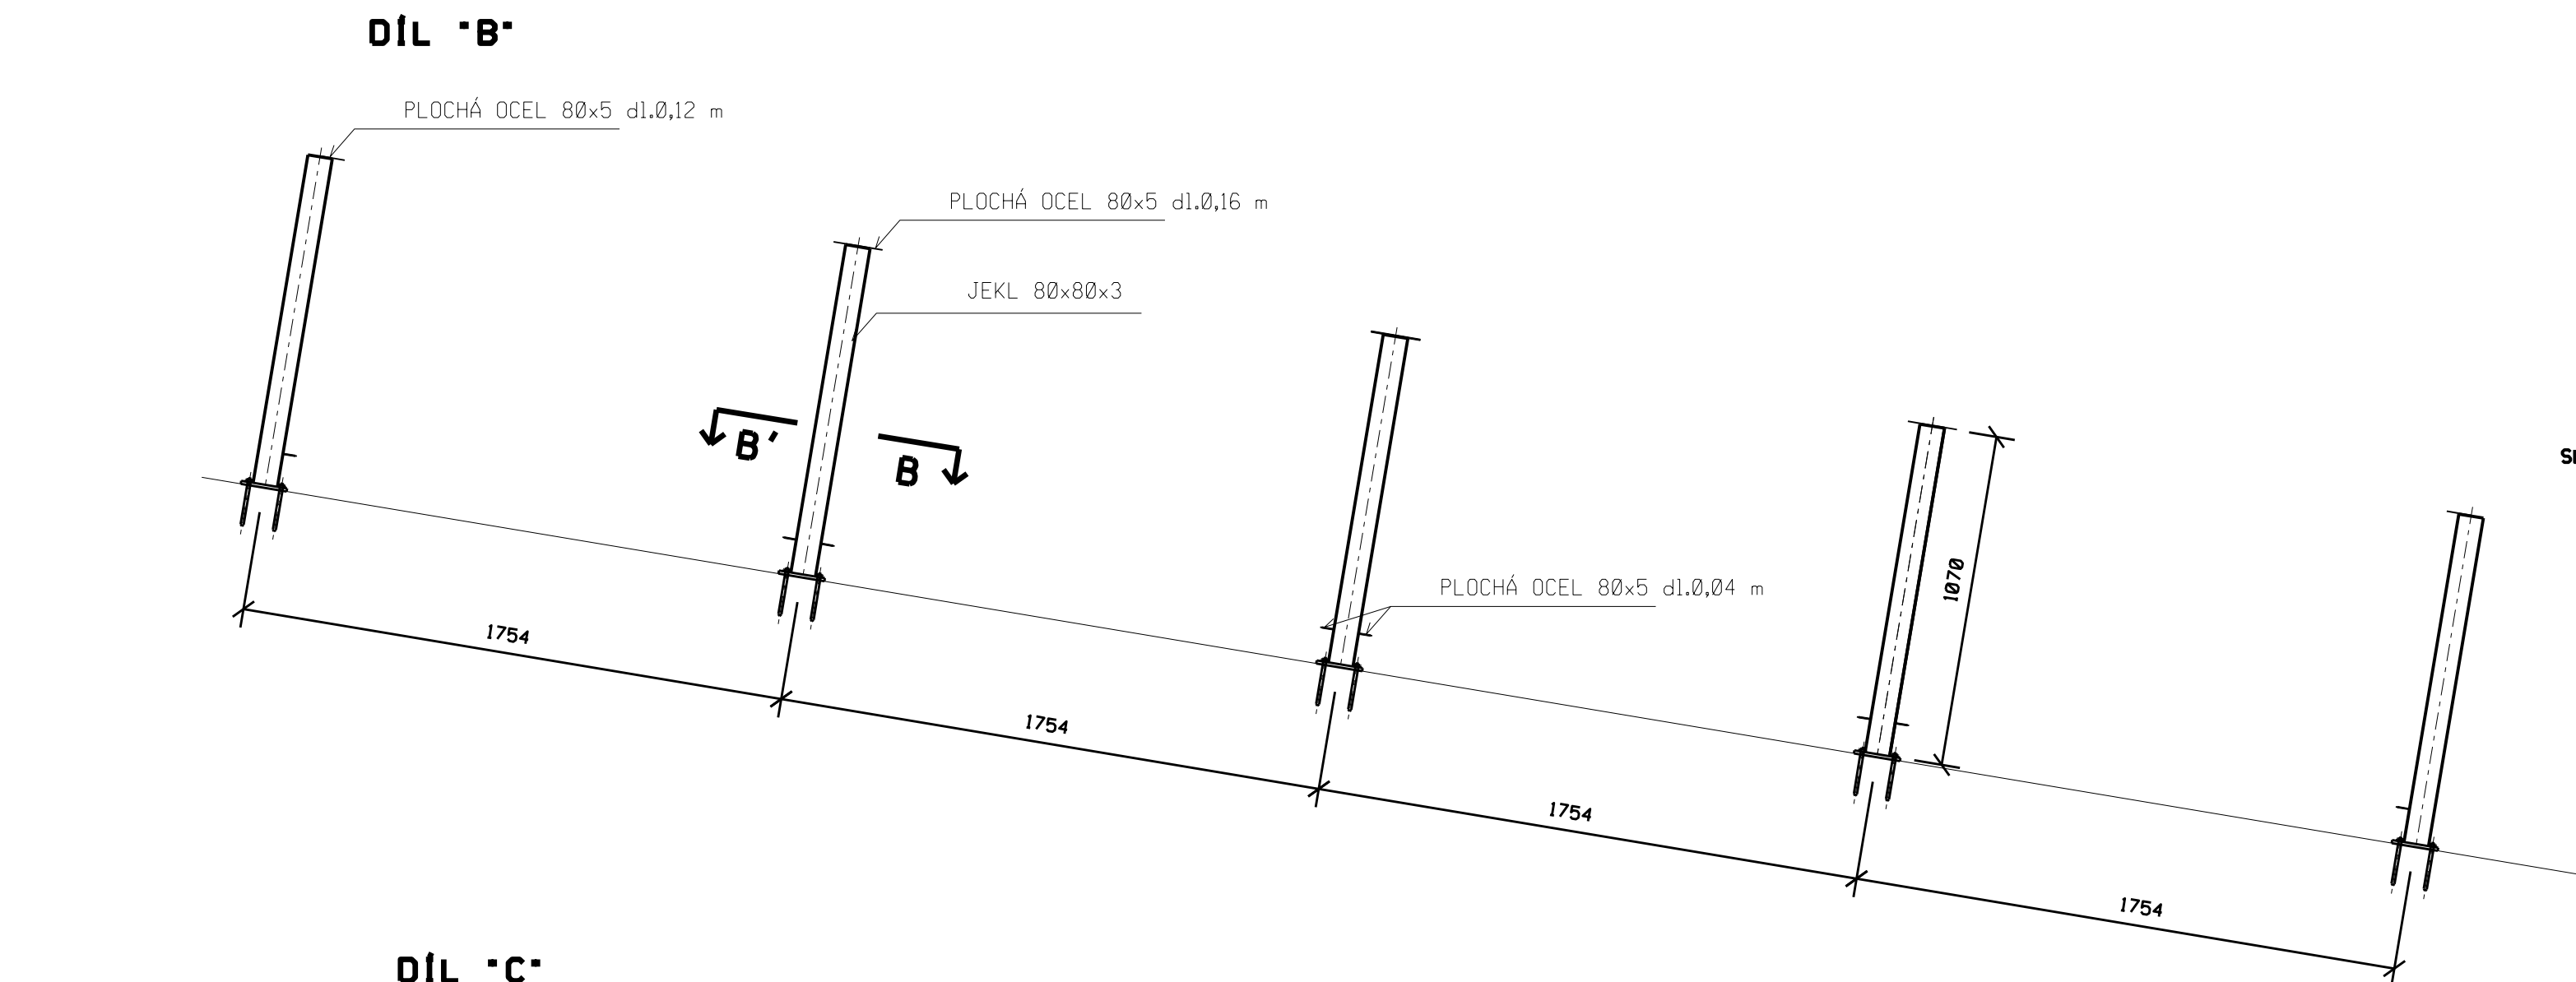 DÍL "B"
PLOCHÁ OCEL 80x5 dl.0,12 m
PLOCHÁ OCEL 80x5 dl.0,16 m
JEKL 80x80x3
B'
B
PLOCHÁ OCEL 80x5 dl.0,04 m
1070
1754
1754
1754
1754
DÍL "C"